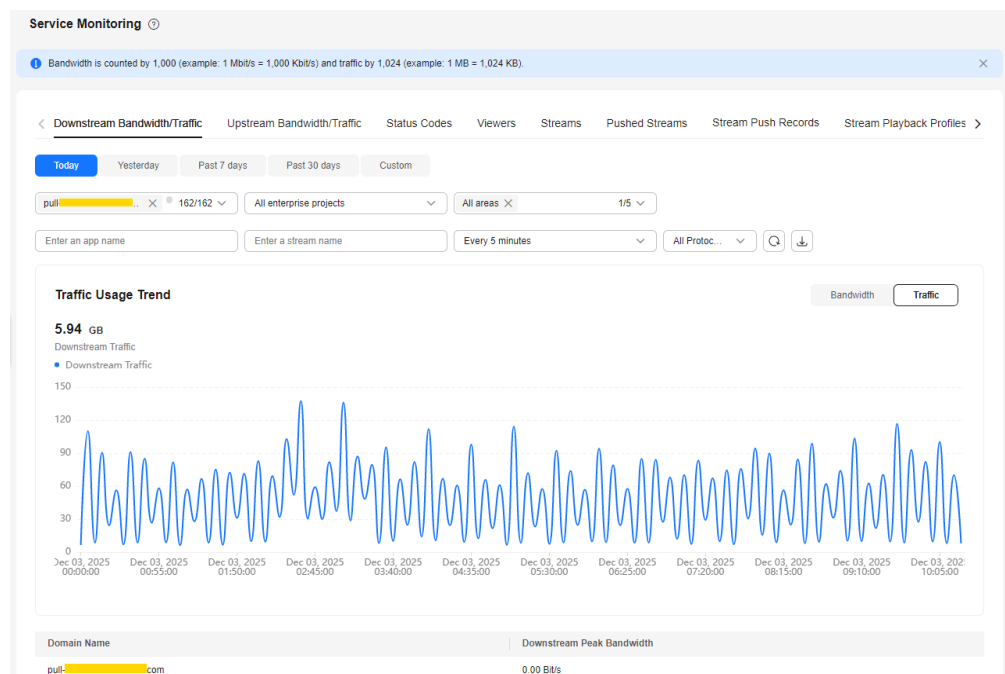 Service Monitoring ?
Bandwidth is counted by 1,000 (example: 1 Mbit/s = 1,000 Kbit/s) and traffic by 1,024 (example: 1 MB = 1,024 KB).
Downstream Bandwidth/Traffic Upstream Bandwidth/Traffic Status Codes Viewers Streams Pushed Streams Stream Push Records Stream Playback Profiles
Today Yesterday Past 7 days Past 30 days Custom
pull- .. 162/162 All enterprise projects All areas 1/5
Enter an app name Enter a stream name Every 5 minutes All Protoc...
Traffic Usage Trend Bandwidth Traffic
5.94 GB
Downstream Traffic
Downstream Traffic
150
120
90
60
30
0
Dec 03, 2025 Dec 03, 2025 Dec 03, 2025 Dec 03, 2025 Dec 03, 2025 Dec 03, 2025 Dec 03, 2025 Dec 03, 2025 Dec 03, 2025 Dec 03, 2025 Dec 03, 2025 Dec 03, 202
00:00:00 00:55:00 01:50:00 02:45:00 03:40:00 04:35:00 05:30:00 06:25:00 07:20:00 08:15:00 09:10:00 10:05:00
Domain Name Downstream Peak Bandwidth
pull- com 0.00 Bit/s